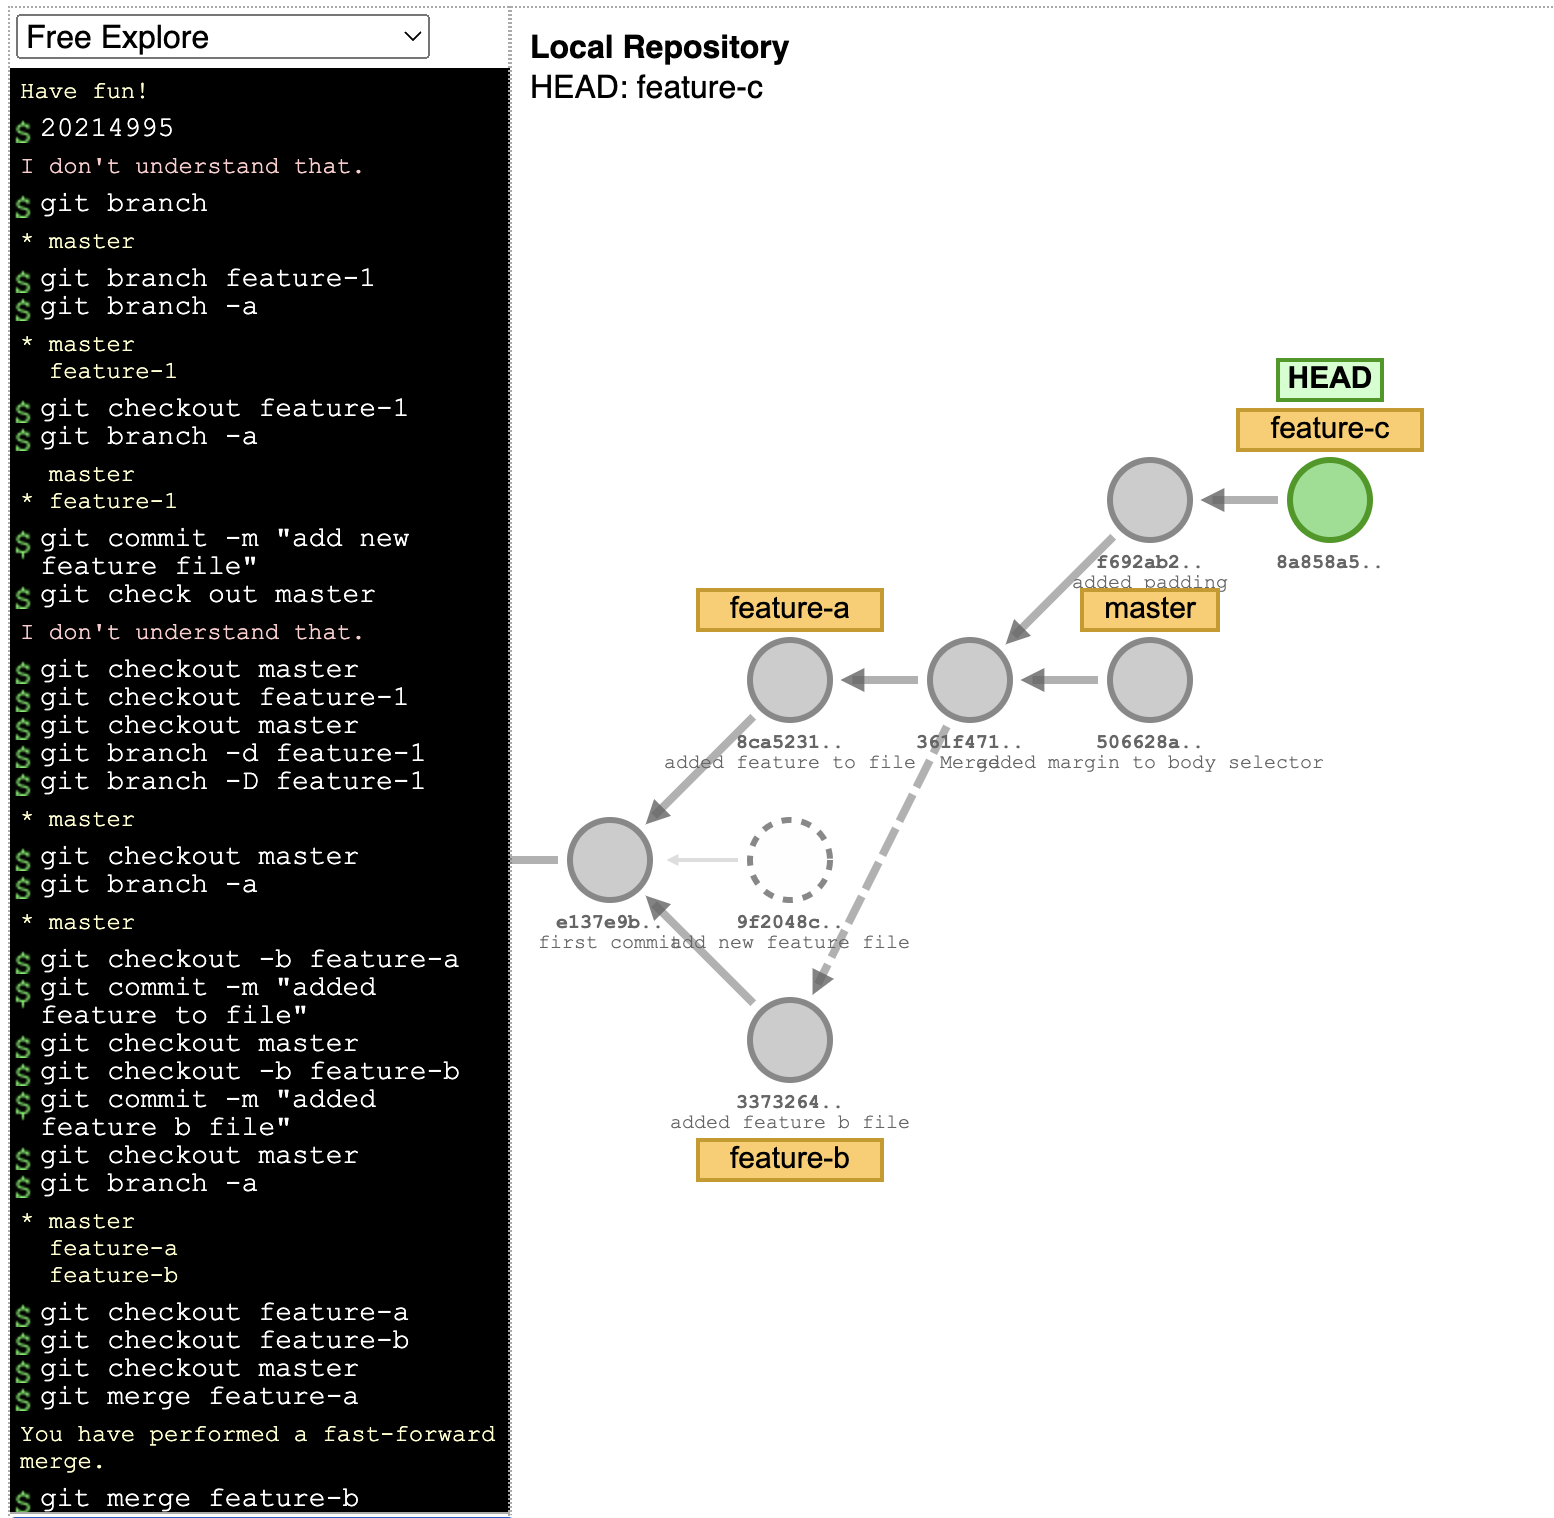 Free Explore
Have fun!
$ 20214995
I don't understand that.
$ git branch
* master
$ git branch feature-1
$ git branch -a
* master
feature-1
$ git checkout feature-1
$ git branch -a
master
* feature-1
$ git commit -m "add new
feature file"
$ git check out master
I don't understand that.
$ git checkout master
$ git checkout feature-1
$ git checkout master
$ git branch -d feature-1
$ git branch -D feature-1
* master
$ git checkout master
$ git branch -a
* master
$ git checkout -b feature-a
$ git commit -m "added
feature to file"
$ git checkout master
$ git checkout -b feature-b
$ git commit -m "added
feature b file"
$ git checkout master
$ git branch -a
* master
feature-a
feature-b
$ git checkout feature-a
$ git checkout feature-b
$ git checkout master
$ git merge feature-a
You have performed a fast-forward
merge.
$ git merge feature-b
Local Repository
HEAD: feature-c
HEAD
feature-c
f692ab2..
added padding
8a858a5..
feature-a
master
8ca5231..
added feature to file
361f471..
Merge
506628a..
added margin to body selector
e137e9b..
first commit
9f2048c..
add new feature file
3373264..
added feature b file
feature-b